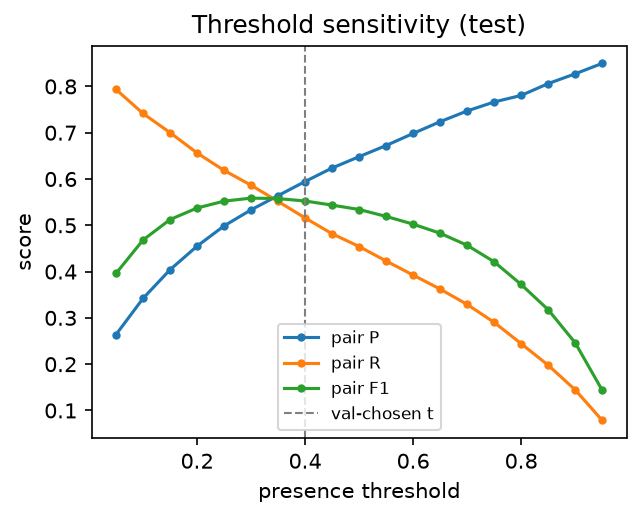 Threshold sensitivity (test)
score
0.8
0.7
0.6
0.5
0.4
0.3
0.2
0.1
pair P
pair R
pair F1
val-chosen t
0.2 0.4 0.6 0.8
presence threshold